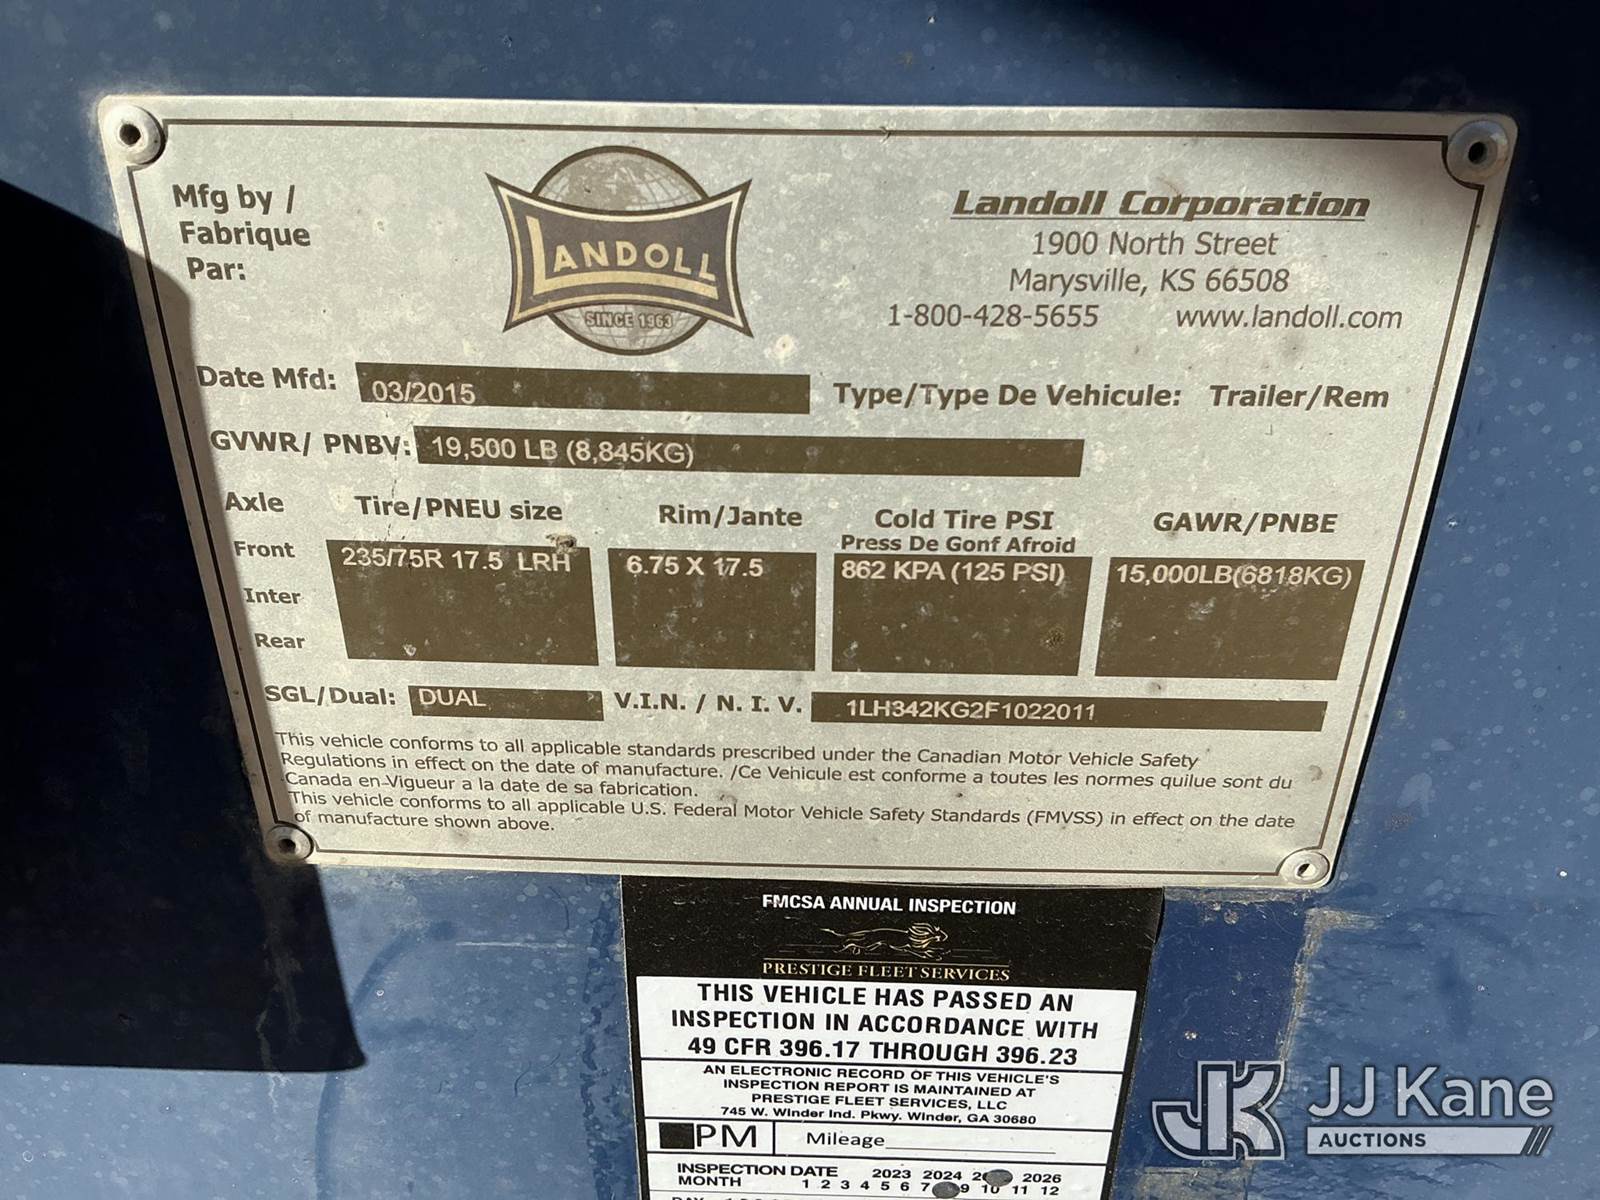 Mfg by /
Fabrique
Par:
LANDOLL
SINCE 1963
Landoll Corporation
1900 North Street
Marysville, KS 66508
1-800-428-5655 www.landoll.com
Date Mfd: 03/2015 Type/Type De Vehicule: Trailer/Rem
GVWR/ PNBV: 19,500 LB (8,845KG)
Axle Tire/PNEU size Rim/Jante Cold Tire PSI GAWR/PNBE
Press De Gonf Afroid
Front 235/75R 17.5 LRH 6.75 X 17.5 862 KPA (125 PSI) 15,000LB(6818KG)
Inter
Rear
SGL/Dual: DUAL V.I.N. / N. I. V. 1LH342KG2F1022011
This vehicle conforms to all applicable standards prescribed under the Canadian Motor Vehicle Safety
Regulations in effect on the date of manufacture. /Ce Vehicule est conforme a toutes les normes quilue sont du
Canada en Vigueur a la date de sa fabrication.
This vehicle conforms to all applicable U.S. Federal Motor Vehicle Safety Standards (FMVSS) in effect on the date
of manufacture shown above.
FMCSA ANNUAL INSPECTION
PRESTIGE FLEET SERVICES
THIS VEHICLE HAS PASSED AN
INSPECTION IN ACCORDANCE WITH
49 CFR 396.17 THROUGH 396.23
AN ELECTRONIC RECORD OF THIS VEHICLE'S
INSPECTION REPORT IS MAINTAINED AT
PRESTIGE FLEET SERVICES, LLC
745 W. Winder Ind. Pkwy. Winder, GA 30680
PM Mileage
INSPECTION DATE 2023 2024 2026
MONTH 1 2 3 4 5 6 7 9 10 11 12
JK JJ Kane
AUCTIONS